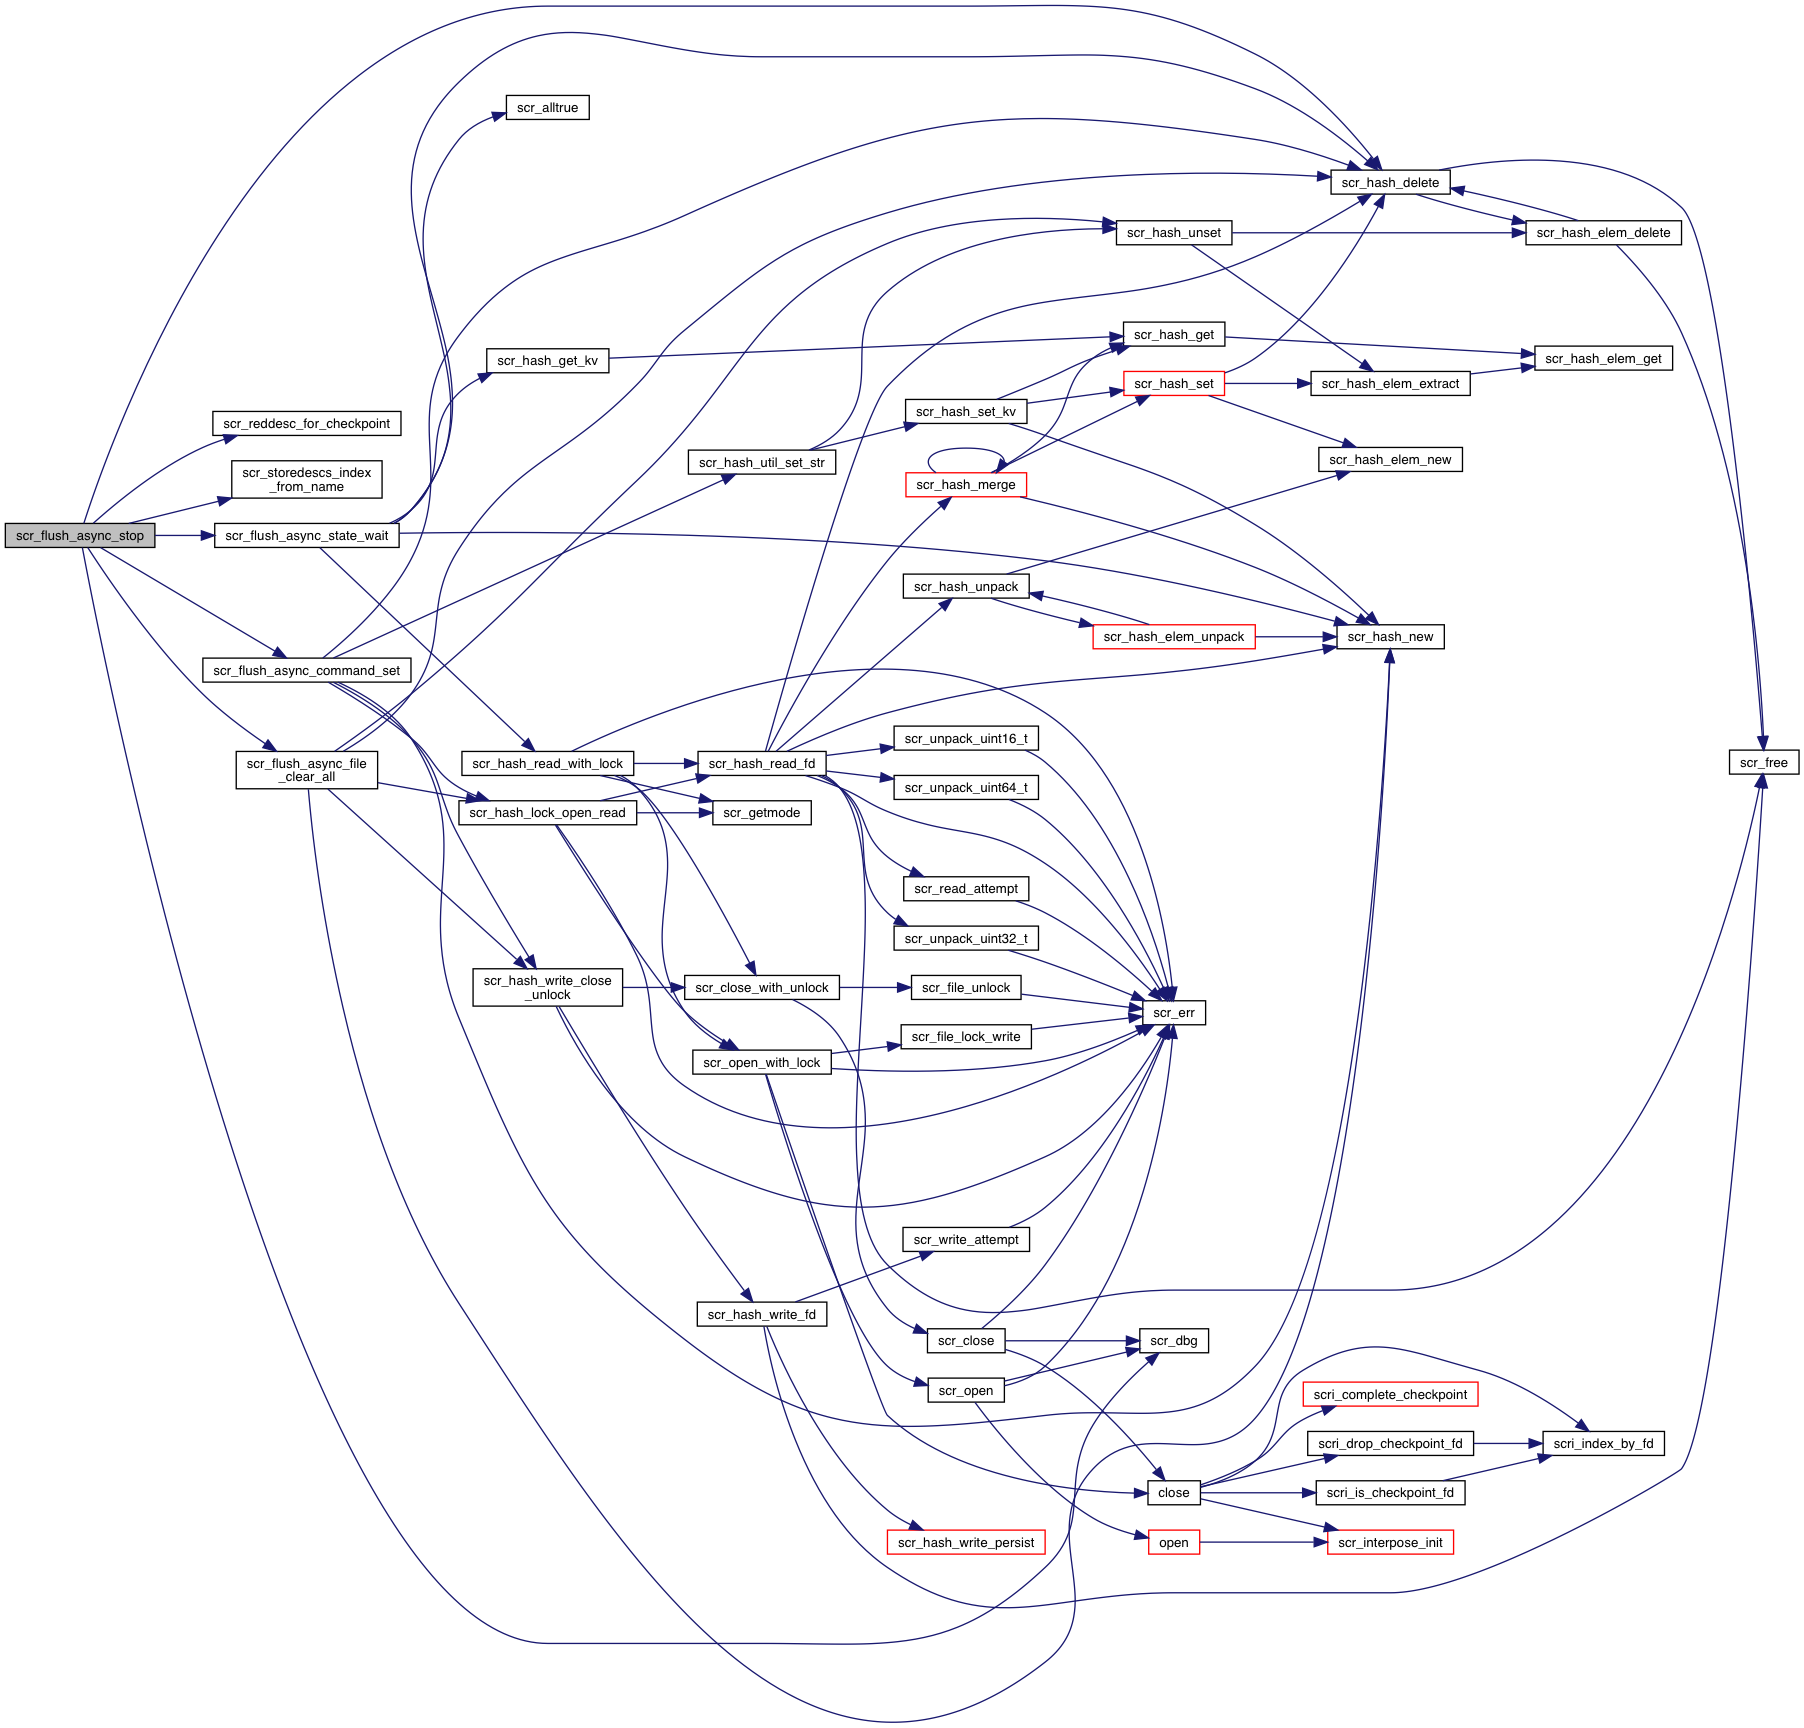 scr_alltrue
scr_hash_delete
scr_hash_unset
scr_hash_elem_delete
scr_hash_get
scr_hash_get_kv
scr_hash_elem_get
scr_hash_set
scr_hash_elem_extract
scr_reddesc_for_checkpoint
scr_hash_set_kv
scr_hash_util_set_str
scr_hash_elem_new
scr_storedescs_index
_from_name
scr_hash_merge
scr_flush_async_stop
scr_flush_async_state_wait
scr_hash_unpack
scr_hash_elem_unpack
scr_hash_new
scr_flush_async_command_set
scr_unpack_uint16_t
scr_flush_async_file
_clear_all
scr_hash_read_with_lock
scr_hash_read_fd
scr_free
scr_unpack_uint64_t
scr_hash_lock_open_read
scr_getmode
scr_read_attempt
scr_unpack_uint32_t
scr_hash_write_close
_unlock
scr_close_with_unlock
scr_file_unlock
scr_err
scr_file_lock_write
scr_open_with_lock
scr_write_attempt
scr_hash_write_fd
scr_close
scr_dbg
scr_open
scri_complete_checkpoint
scri_drop_checkpoint_fd
scri_index_by_fd
close
scri_is_checkpoint_fd
scr_hash_write_persist
open
scr_interpose_init